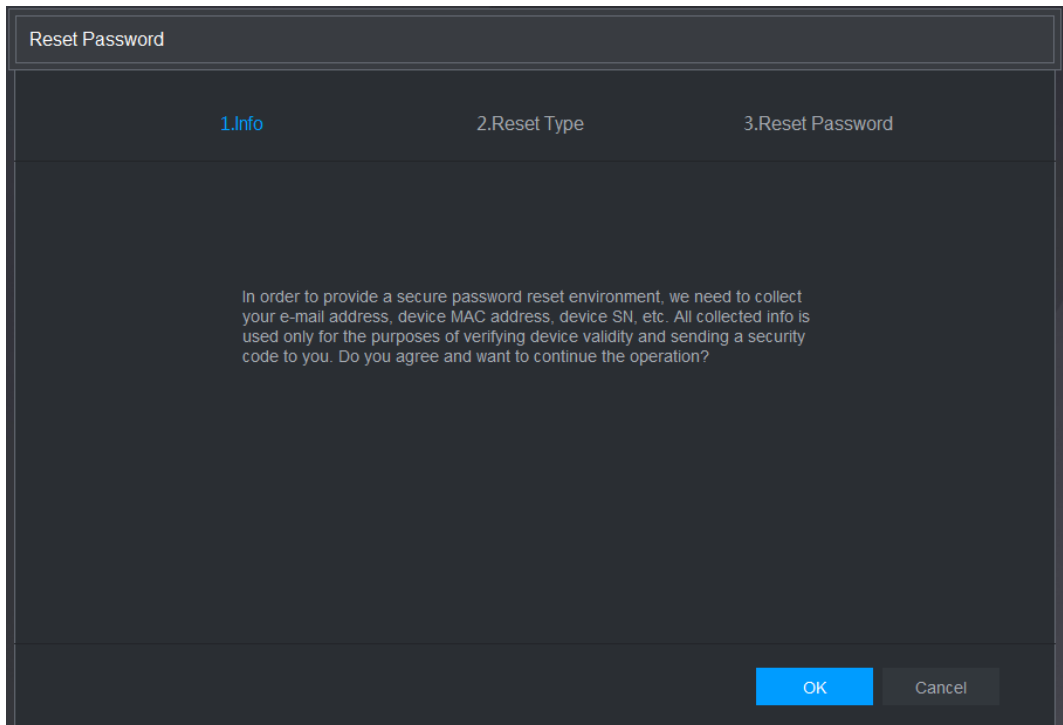 Reset Password
1.Info
2.Reset Type
3.Reset Password
In order to provide a secure password reset environment, we need to collect
your e-mail address, device MAC address, device SN, etc. All collected info is
used only for the purposes of verifying device validity and sending a security
code to you. Do you agree and want to continue the operation?
OK
Cancel